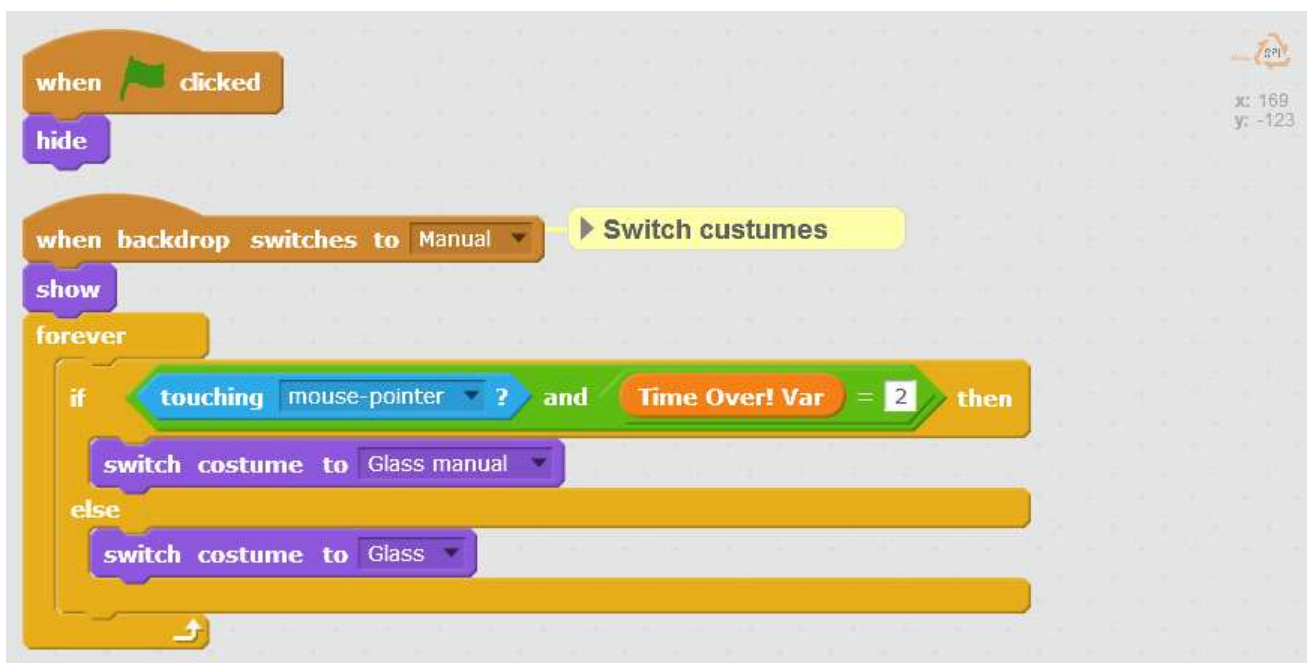 when clicked
hide
x: 169
y: -123
when backdrop switches to Manual
Switch custumes
show
forever
if touching mouse-pointer ? and Time Over! Var = 2 then
switch costume to Glass manual
else
switch costume to Glass